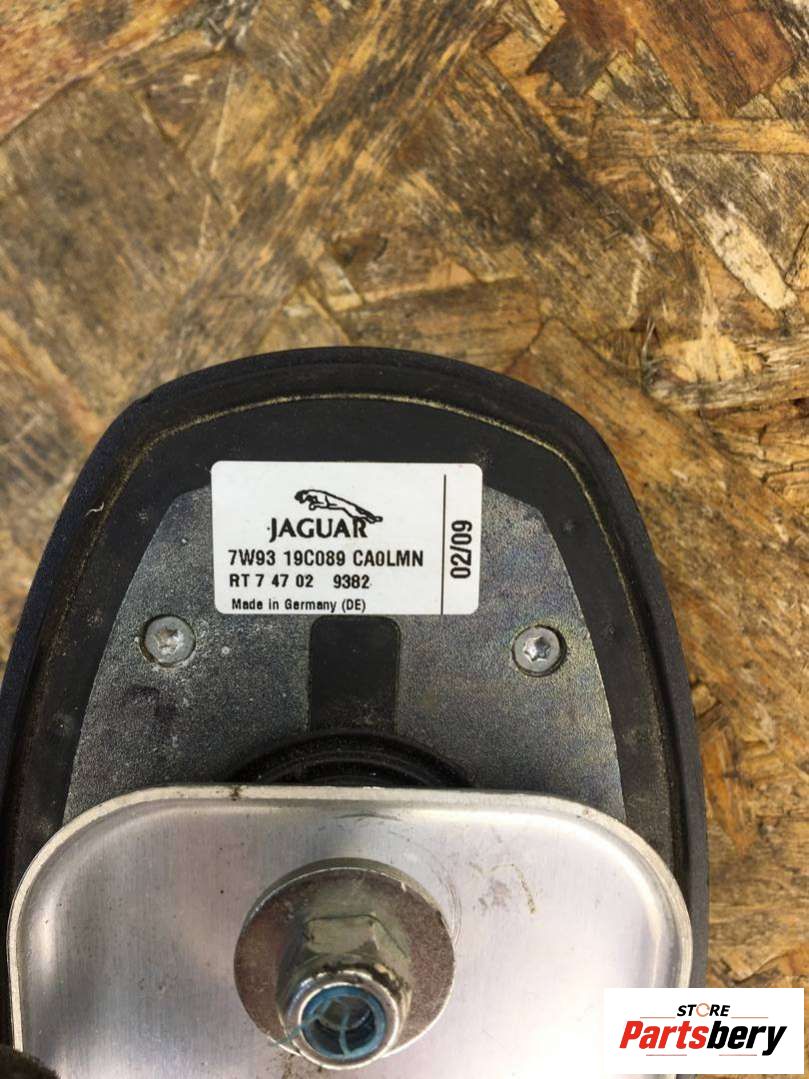 JAGUAR
7W93 19C089 CA0LMN
RT 7 47 02 9382
Made in Germany (DE)
02/09
STORE
Partsbery